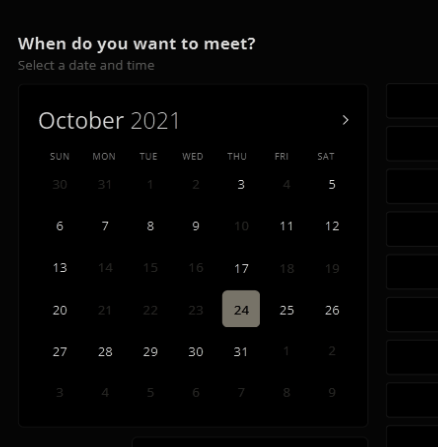 When do you want to meet?
Select a date and time
October 2021 >
SUN MON TUE WED THU FRI SAT
30 31 1 2 3 4 5
6 7 8 9 10 11 12
13 14 15 16 17 18 19
20 21 22 23 24 25 26
27 28 29 30 31 1 2
3 4 5 6 7 8 9